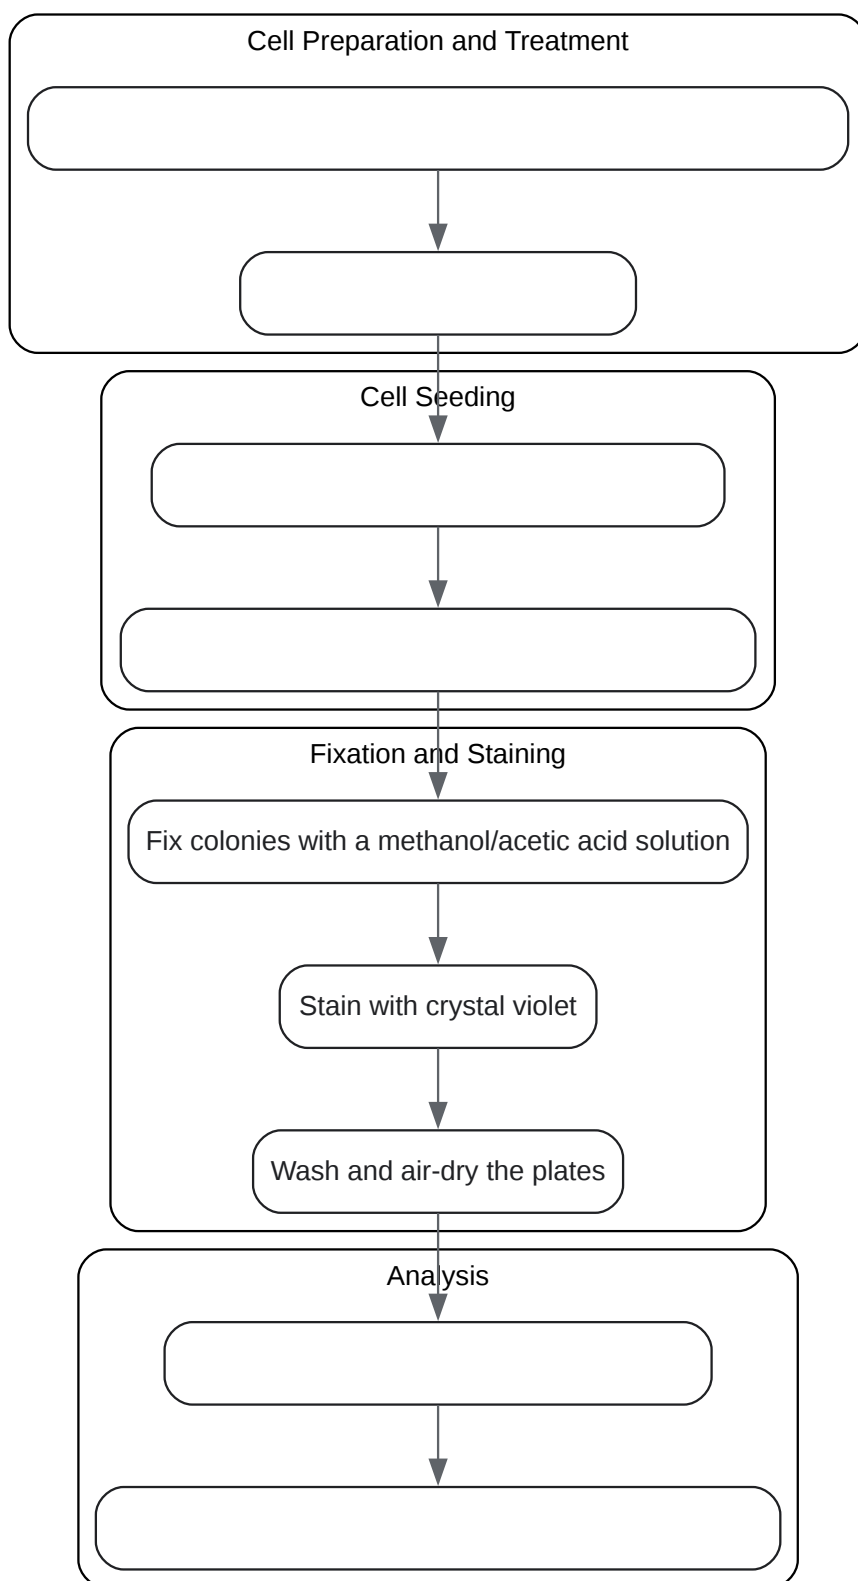 Cell Preparation and Treatment
Cell Seeding
Fixation and Staining
Fix colonies with a methanol/acetic acid solution
Stain with crystal violet
Wash and air-dry the plates
Analysis